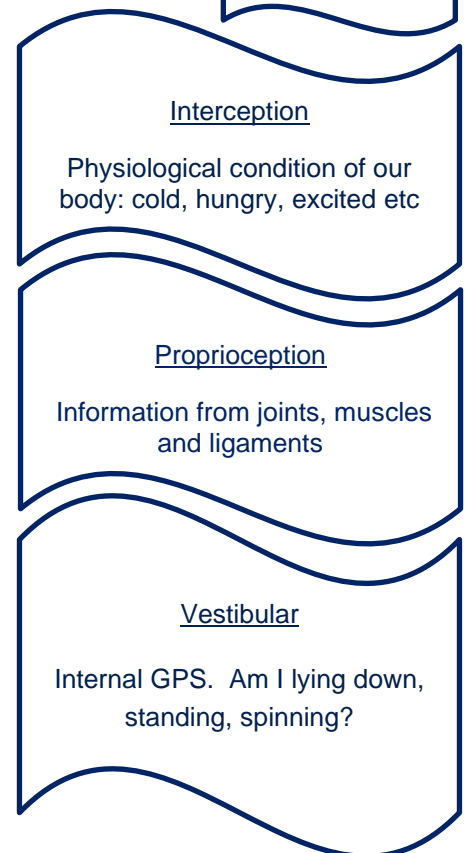 Interception
Physiological condition of our
body: cold, hungry, excited etc
Proprioception
Information from joints, muscles
and ligaments
Vestibular
Internal GPS.  Am I lying down,
standing, spinning?